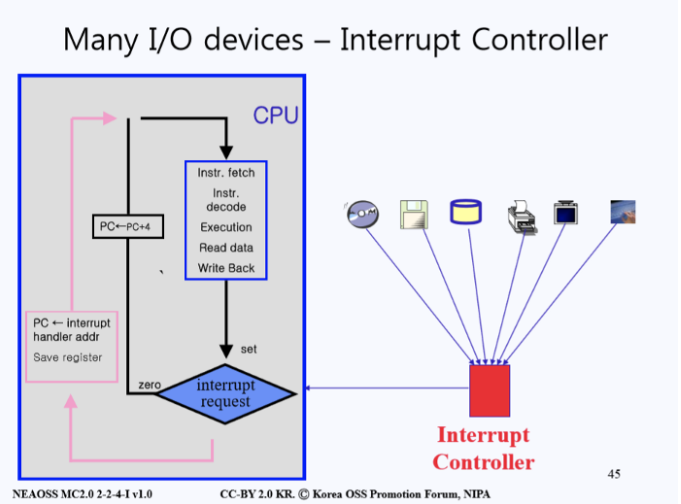 Many I/O devices – Interrupt Controller
CPU
Instr. fetch
Instr.
decode
Execution
Read data
Write Back
PC←PC+4
PC ← interrupt
handler addr
Save register
set
zero
interrupt
request
Interrupt
Controller
45
NEAOSS MC2.0 2-2-4-I v1.0
CC-BY 2.0 KR. Ⓒ Korea OSS Promotion Forum, NIPA